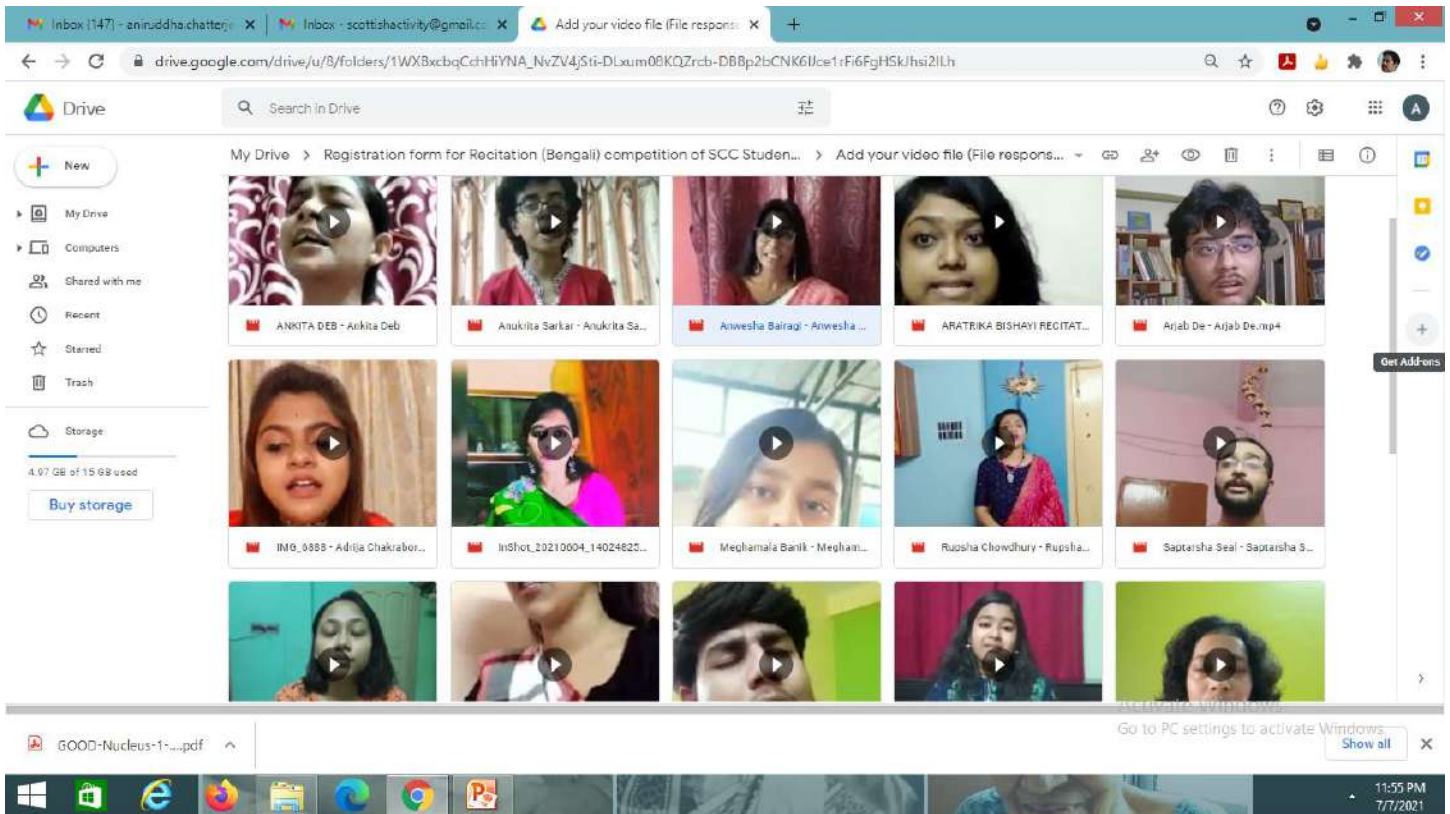 Inbox (147) - aniruddha.chatterje
Inbox - scottishactivity@gmail.c
Add your video file (File respons
drive.google.com/drive/u/8/folders/
Drive
Search in Drive
A
New
My Drive > Registration form for Recitation (Bengali) competition of SCC Studen... > Add your video file (File respons...
My Drive
Computers
Shared with me
Recent
Starred
Trash
Storage
4.97 GB of 15 GB used
Buy storage
Get Add-ons
ANKITA DEB - Ankita Deb
Anukrita Sarkar - Anukrita Sa...
Anwesha Bairagi - Anwesha ...
ARATRIKA BISHAYI RECITAT...
Arjab De - Arjab De.mp4
IMG_6888 - Adrija Chakrabor...
InShot_20210604_14024825...
Meghamala Banik - Megham...
Rupsha Chowdhury - Rupsha...
Saptarsha Seal - Saptarsha S...
Activate Windows
Go to PC settings to activate Windows.
GOOD-Nucleus-1-....pdf
Show all
11:55 PM
7/7/2021